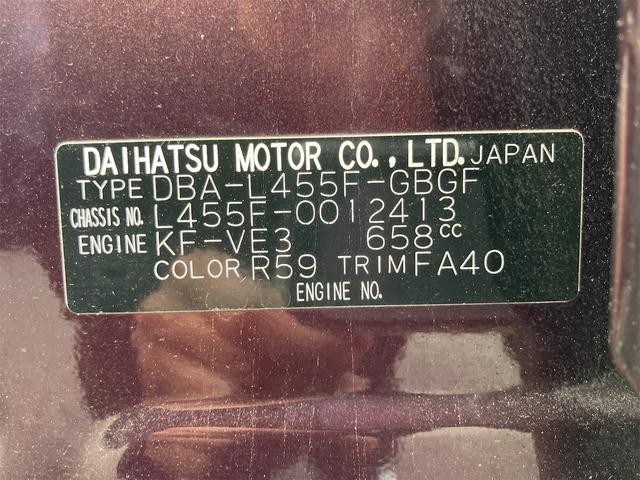 DAIHATSU MOTOR CO., LTD. JAPAN
TYPE DBA-L455F-GBGF
CHASSIS NO. L455F-0012413
ENGINE KF-VE3 658cc
COLOR R59 TRIM FA40
ENGINE NO.